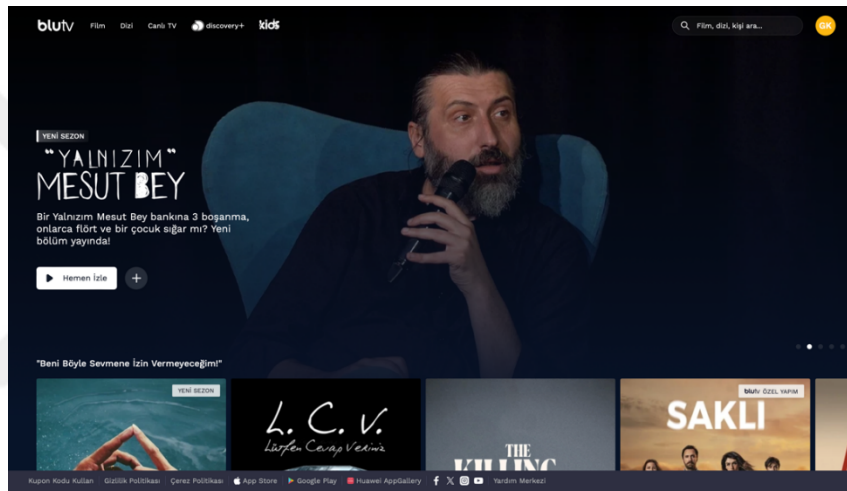 blutv Film Dizi Canlı TV discovery+ kids Film, dizi, kişi ara... GK
YENİ SEZON
"YALNIZIM"
MESUT BEY
Bir Yalnızım Mesut Bey bankına 3 boşanma,
onlarca flört ve bir çocuk sığar mı? Yeni
bölüm yayında!
Hemen İzle
"Beni Böyle Sevmene İzin Vermeyeceğim!"
YENİ SEZON
L. C. V.
Lütfen Cevap Veriniz
THE
KILLING
blutv ÖZEL YAPIM
SAKLI
Kupon Kodu Kullan Gizlilik Politikası Çerez Politikası App Store Google Play Huawei AppGallery Yardım Merkezi